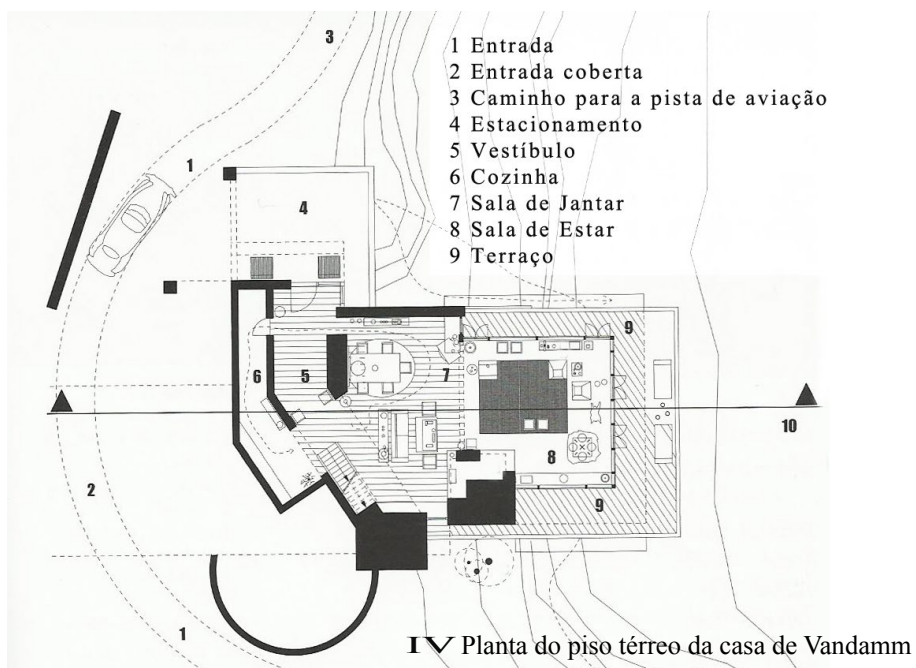 3
1 Entrada
2 Entrada coberta
3 Caminho para a pista de aviação
4 Estacionamento
5 Vestíbulo
6 Cozinha
7 Sala de Jantar
8 Sala de Estar
9 Terraço
1
4
9
6
5
7
10
8
2
9
1
IV Planta do piso térreo da casa de Vandamm